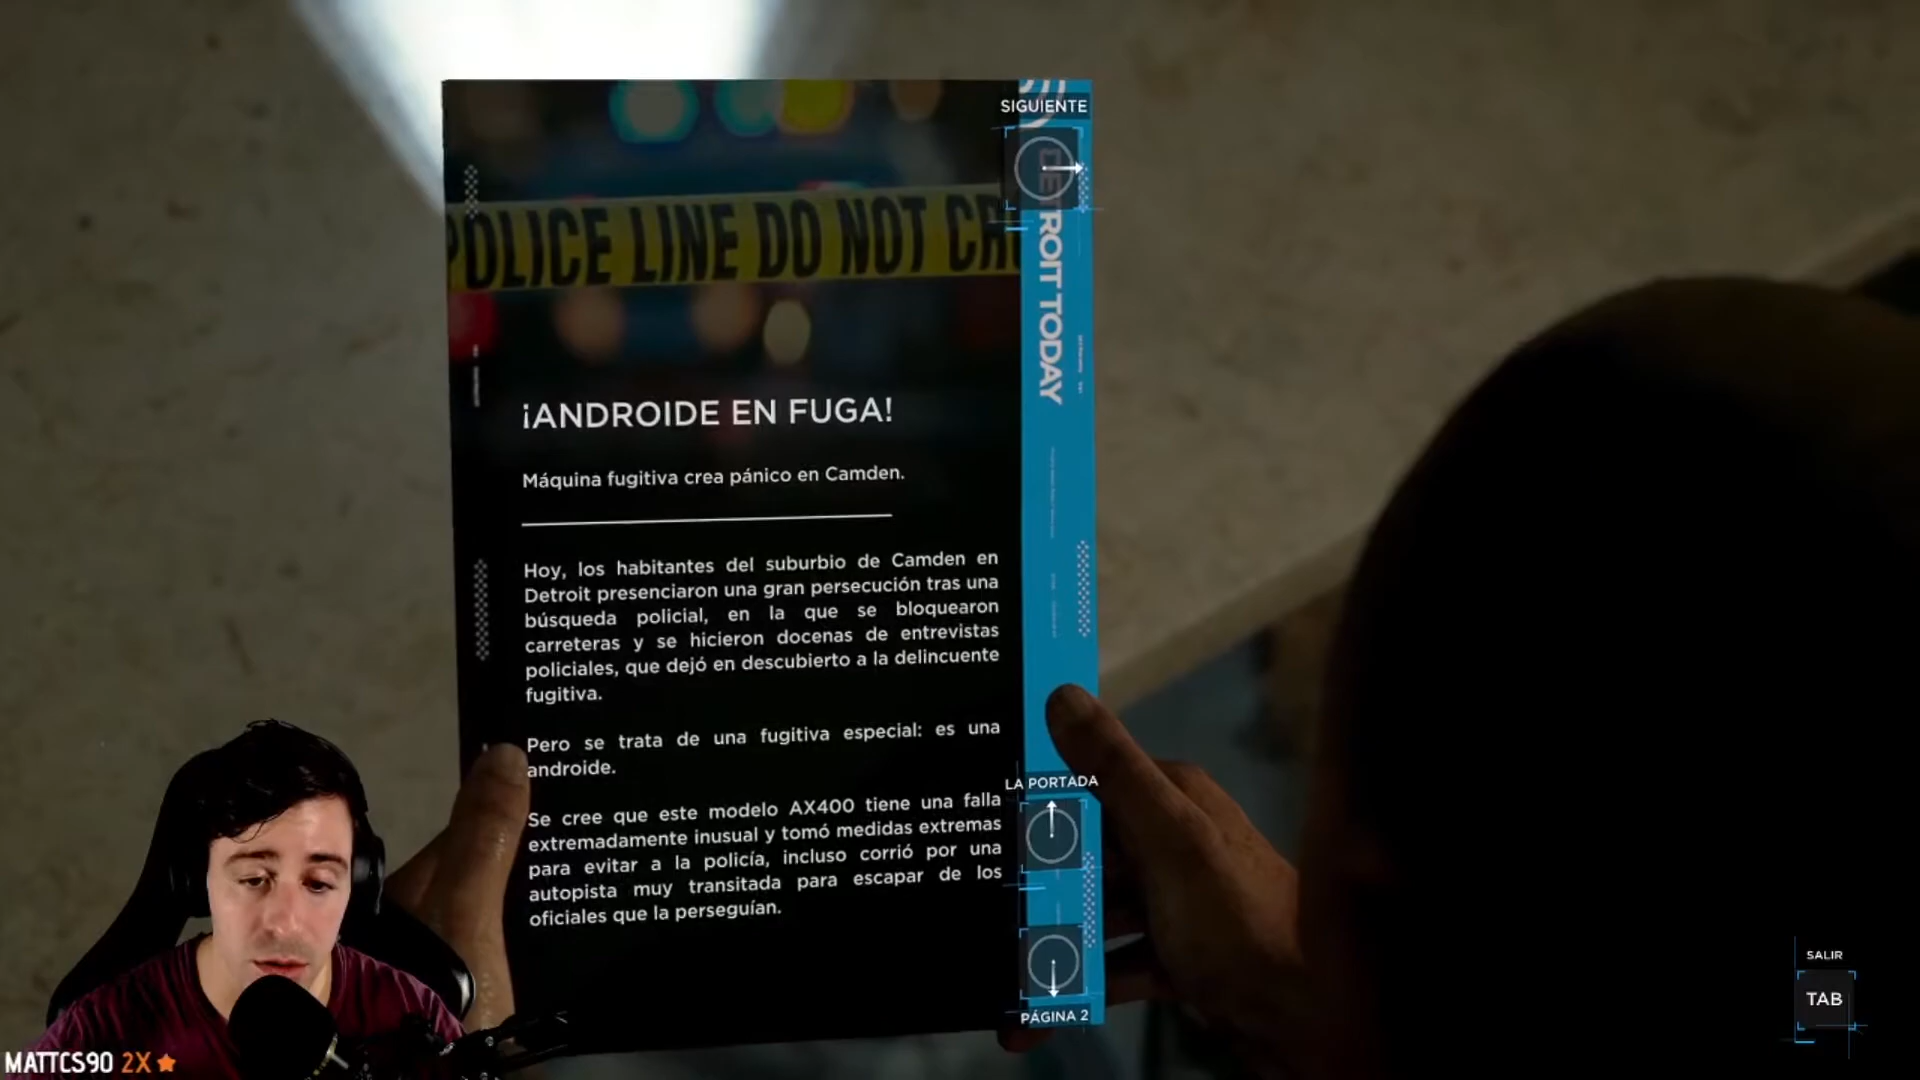 SIGUIENTE
POLICE LINE DO NOT
DETROIT TODAY
¡ANDROIDE EN FUGA!
Máquina fugitiva crea pánico en Camden.
Hoy, los habitantes del suburbio de Camden en
Detroit presenciaron una gran persecución tras una
búsqueda policial, en la que se bloquearon
carreteras y se hicieron docenas de entrevistas
policiales, que dejó en descubierto a la delincuente
fugitiva.
Pero se trata de una fugitiva especial: es una
androide.
Se cree que este modelo AX400 tiene una falla
extremadamente inusual y tomó medidas extremas
para evitar a la policía, incluso corrió por una
autopista muy transitada para escapar de los
oficiales que la perseguían.
LA PORTADA
PÁGINA 2
SALIR
TAB
MATTCS90 2X